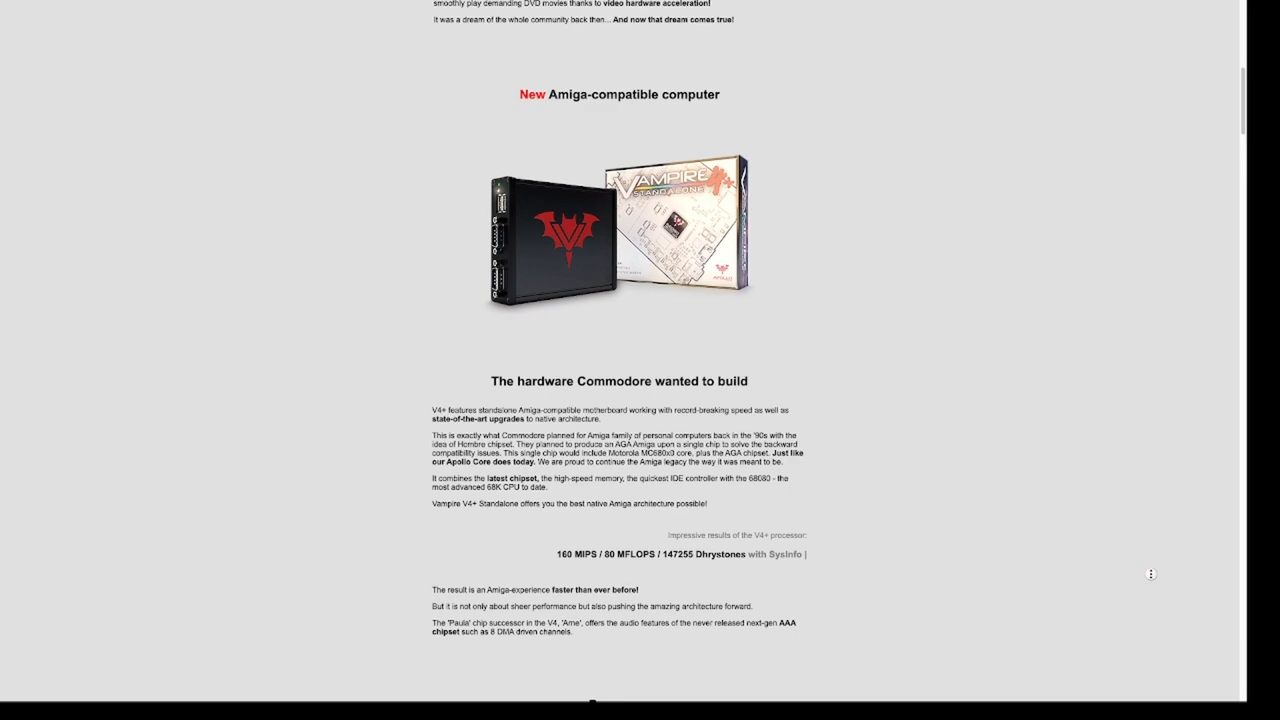 smoothly play demanding DVD movies thanks to video hardware acceleration!
It was a dream of the whole community back then... And now that dream comes true!
New Amiga-compatible computer
VAMPIRE 4+
STANDALONE
APOLLO
The hardware Commodore wanted to build
V4+ features standalone Amiga-compatible motherboard working with record-breaking speed as well as
state-of-the-art upgrades to native architecture.
This is exactly what Commodore planned for Amiga family of personal computers back in the '90s with the
idea of Hombre chipset. They planned to produce an AGA Amiga upon a single chip to solve the backward
compatibility issues. This single chip would include Motorola MC680x0 core, plus the AGA chipset. Just like
our Apollo Core does today. We are proud to continue the Amiga legacy the way it was meant to be.
It combines the latest chipset, the high-speed memory, the quickest IDE controller with the 68080 - the
most advanced 68K CPU to date.
Vampire V4+ Standalone offers you the best native Amiga architecture possible!
Impressive results of the V4+ processor:
160 MIPS / 80 MFLOPS / 147255 Dhrystones with SysInfo |
The result is an Amiga-experience faster than ever before!
But it is not only about sheer performance but also pushing the amazing architecture forward.
The 'Paula' chip successor in the V4, 'Arne', offers the audio features of the never released next-gen AAA
chipset such as 8 DMA driven channels.